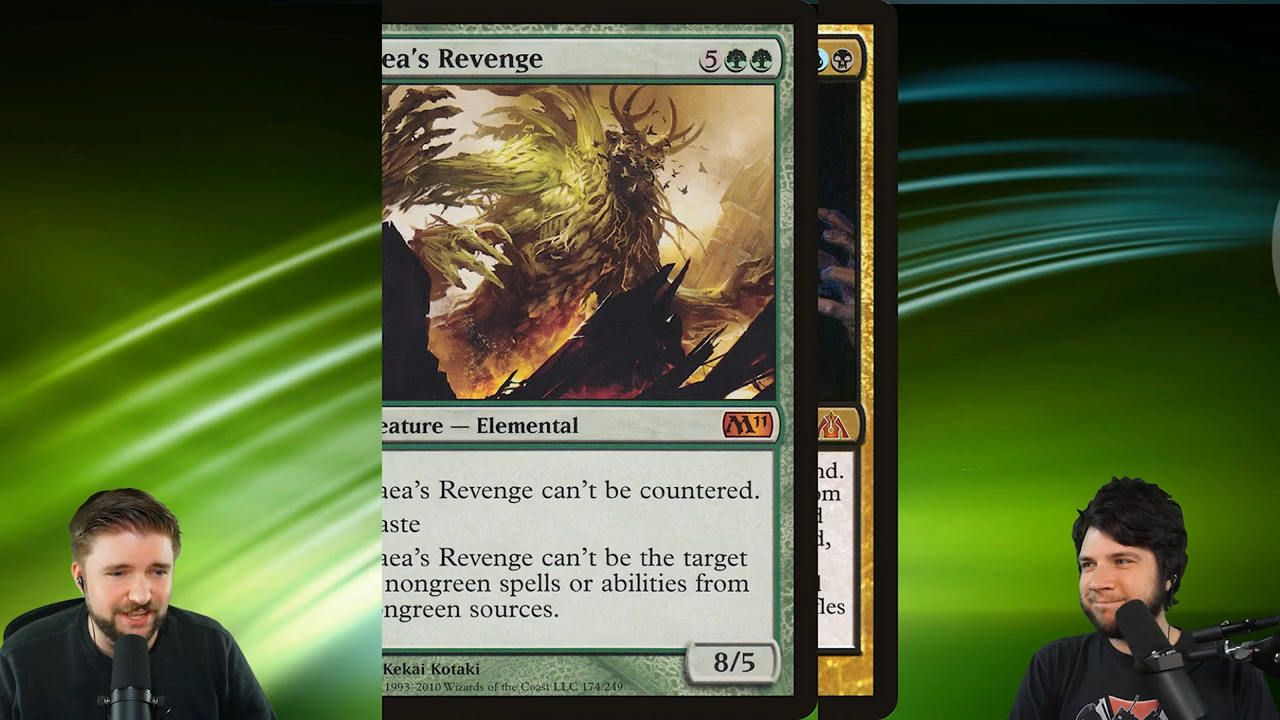 ea's Revenge 5
eature — Elemental M11
aea's Revenge can't be countered.
aste
aea's Revenge can't be the target
nongreen spells or abilities from
ngreen sources.
8/5
Kekai Kotaki
1993–2010 Wizards of the Coast LLC 174/249
nd.
om
d
d,
fles